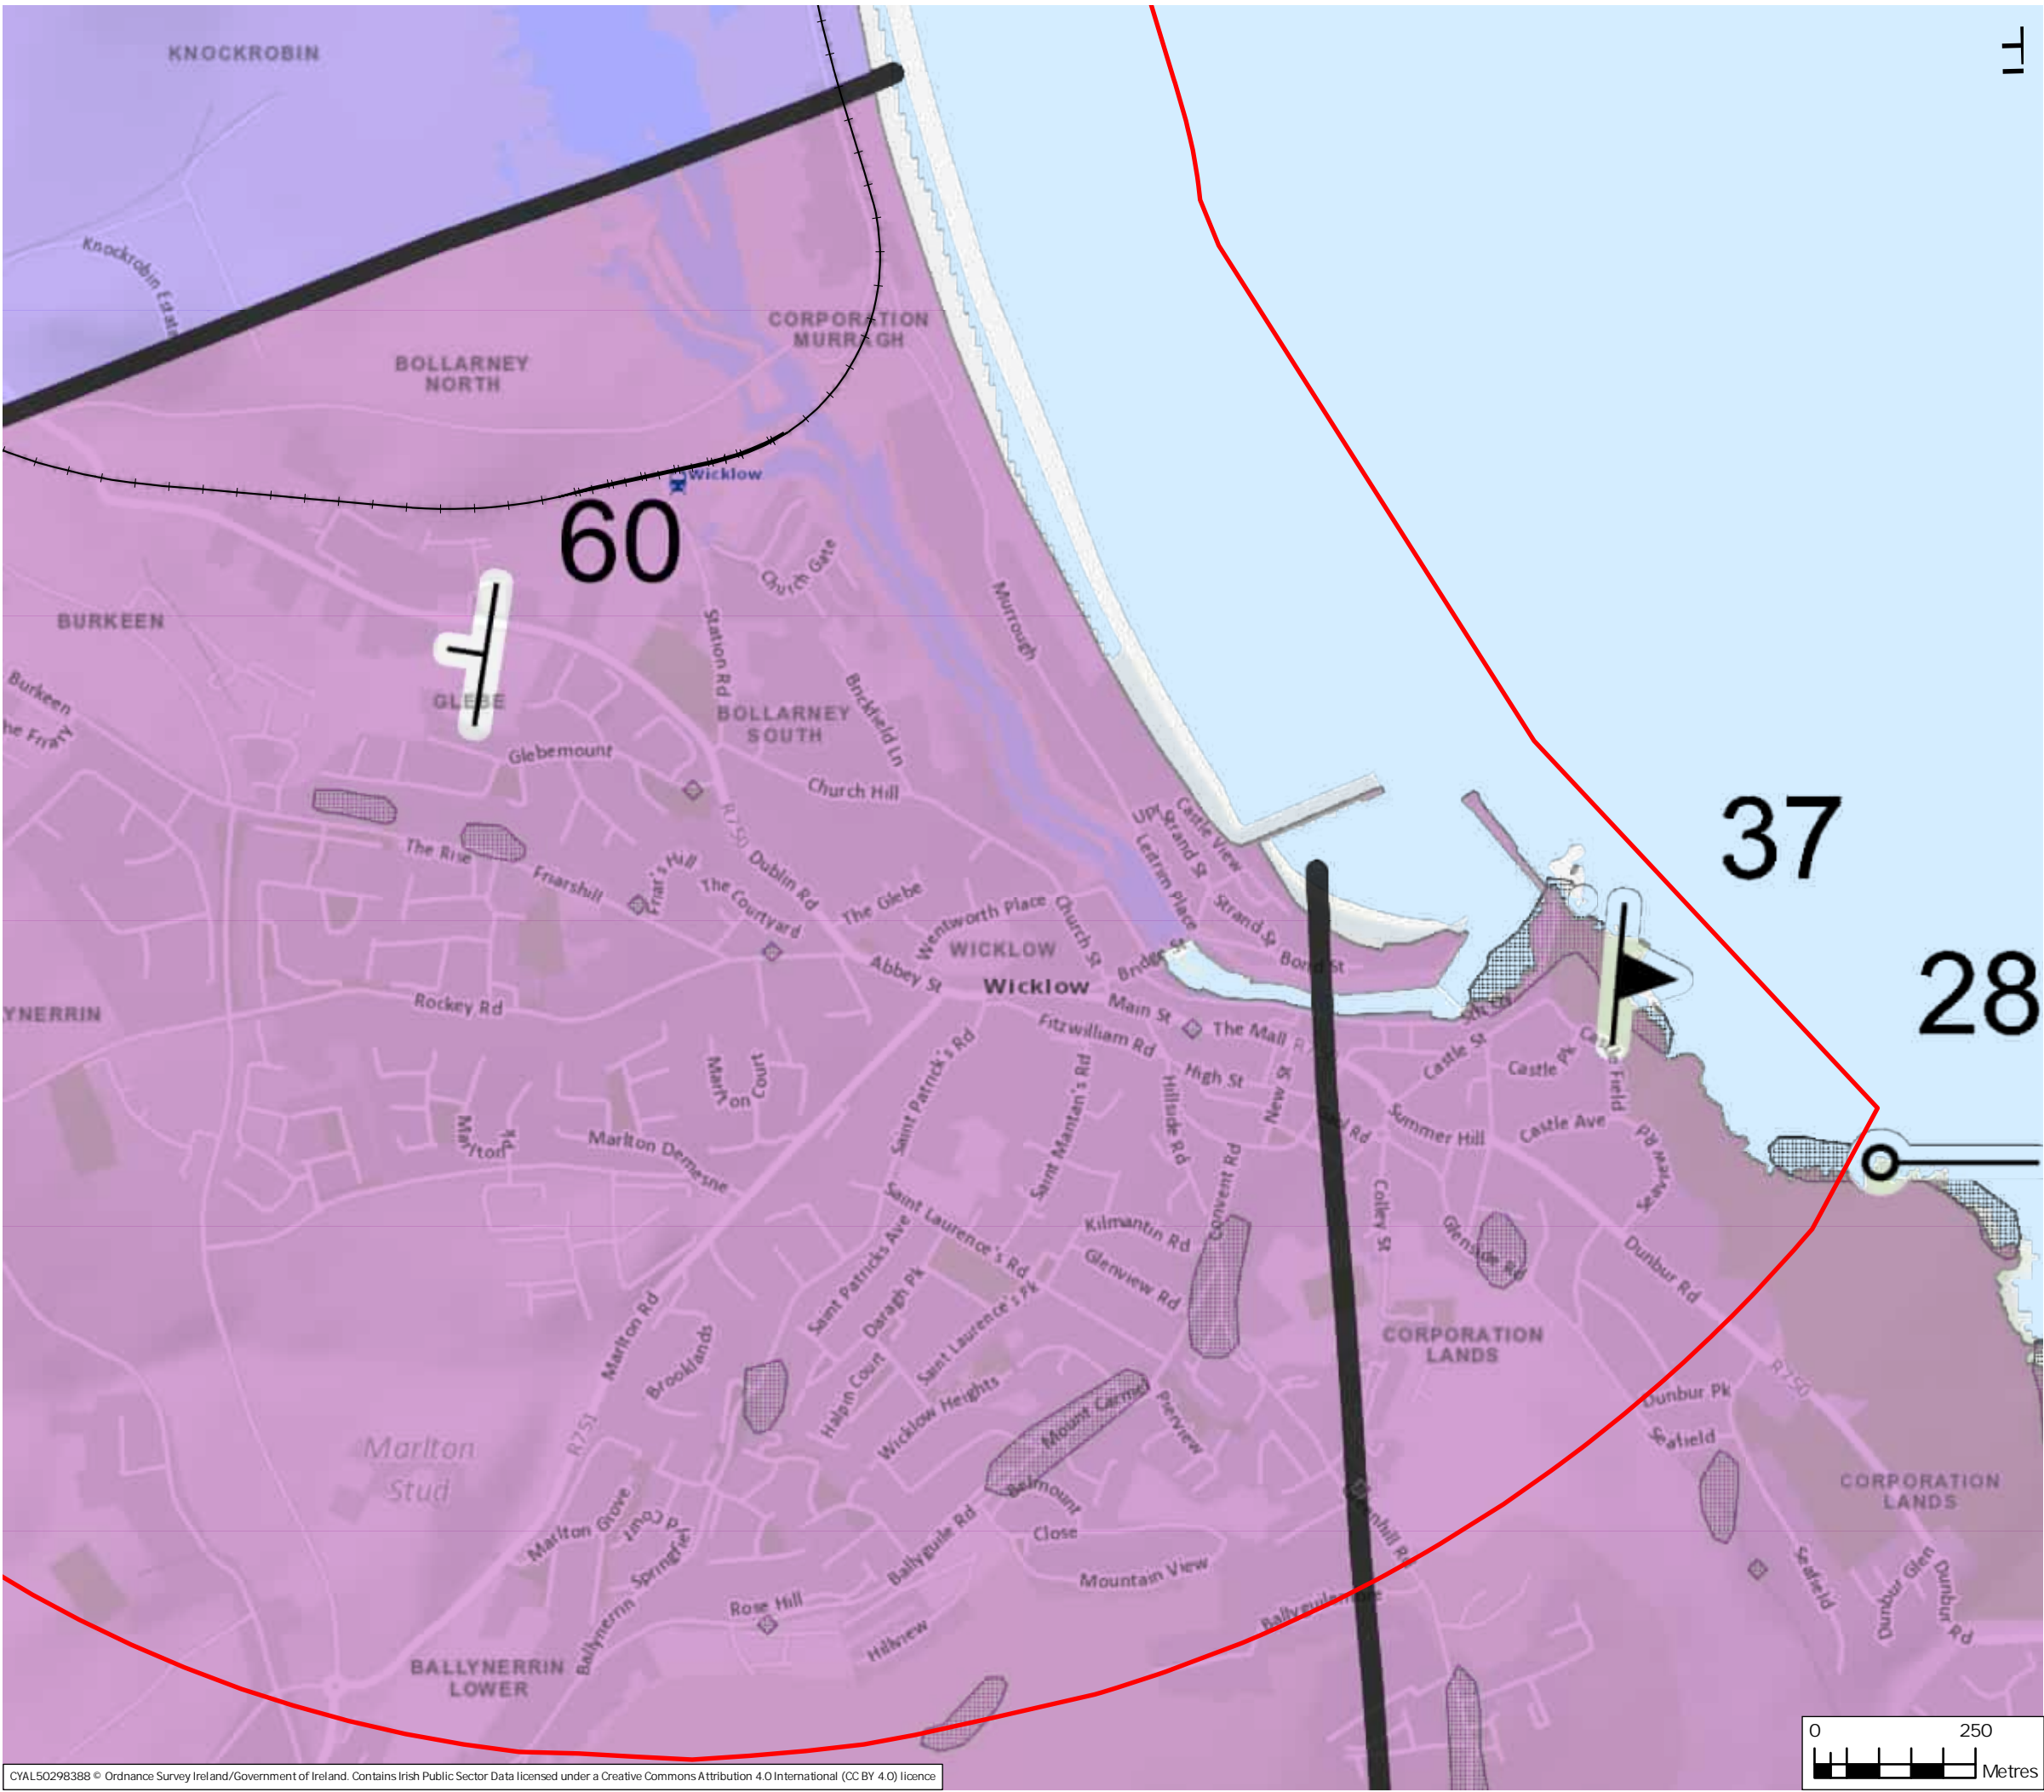 KNOCKROBIN
Knockrobin Estate
CORPORATION
MURRAGH
BOLLARNEY
NORTH
Wicklow
60
Church Gate
BURKEEN
Station Rd
Murrough
Burkeen
GLEBE
Brickfield Ln
BOLLARNEY
SOUTH
he Friary
Glebemount
Church Hill
37
R750
Upr Strand St
Castle View
Leitrim Place
The Rise
Friarshill
Friar's Hill
Dublin Rd
The Courtyard
The Glebe
Wentworth Place
Church St
Strand St
WICKLOW
Bridge St
Bond St
Abbey St
Wicklow
28
Rockey Rd
YNERRIN
Main St
The Mall
Fitzwilliam Rd
Castle St
Castle Pk
High St
New St
Marlton Court
Saint Patrick's Rd
Saint Mantan's Rd
Hillside Rd
Summer Hill
Castle Ave
Field
Marlton Pk
Marlton Demesne
Convent Rd
Colley St
Seaview Rd
Saint Laurence's Rd
Kilmantin Rd
Glenview Rd
Glenside Rd
Dunbur Rd
Saint Patricks Ave
Daragh Pk
Saint Laurence's Pk
Marlton Rd
Brooklands
Halpin Court
Wicklow Heights
CORPORATION
LANDS
Mount Carmel
Pierview
Dunbur Pk
R750
Seafield
R751
Marlton
Stud
CORPORATION
LANDS
Belmount
Close
Marlton Grove
Springfield Court
Ballyguile Rd
Mountain View
Seafield
Dunbur Glen
Dunbur Rd
Rose Hill
Ballynerrin
Hillview
Ballyguilemore
BALLYNERRIN
LOWER
0 250
Metres
CYAL50298388 © Ordnance Survey Ireland/Government of Ireland. Contains Irish Public Sector Data licensed under a Creative Commons Attribution 4.0 International (CC BY 4.0) licence